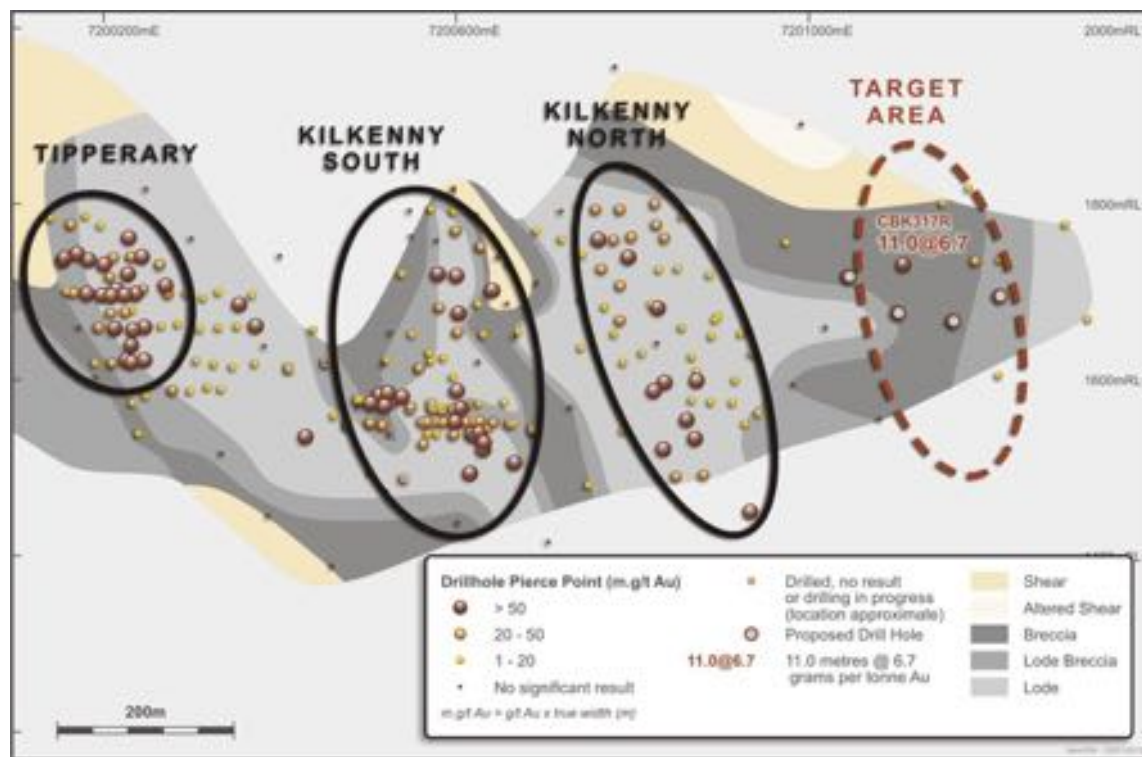 7200200mE
7200600mE
7201000mE
2000mRL
TARGET
AREA
KILKENNY
NORTH
KILKENNY
SOUTH
TIPPERARY
1800mRL
CBK317R
11.0@6.7
1600mRL
Drillhole Pierce Point (m.g/t Au)
> 50
20 - 50
1 - 20
No significant result
m.g/t Au = g/t Au x true width (m)
Drilled, no result
or drilling in progress
(location approximate)
Proposed Drill Hole
11.0@6.7
11.0 metres @ 6.7
grams per tonne Au
Shear
Altered Shear
Breccia
Lode Breccia
Lode
200m